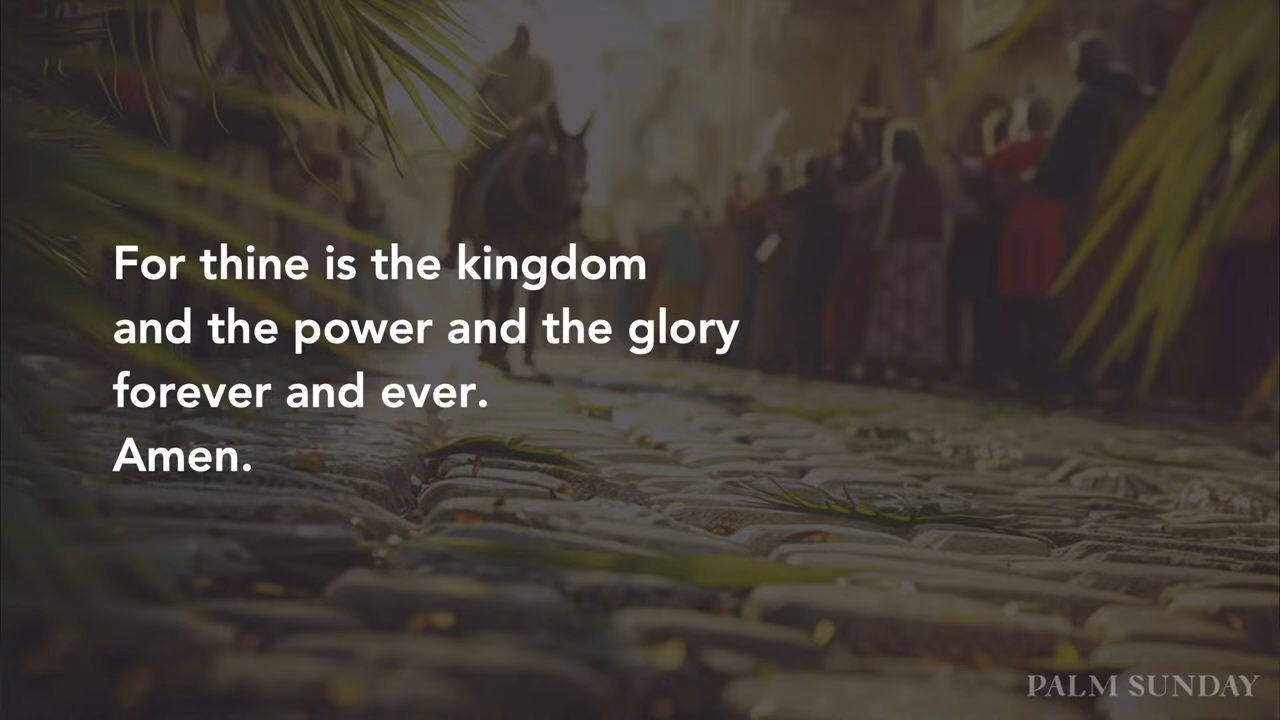 For thine is the kingdom
and the power and the glory
forever and ever.
Amen.
PALM SUNDAY